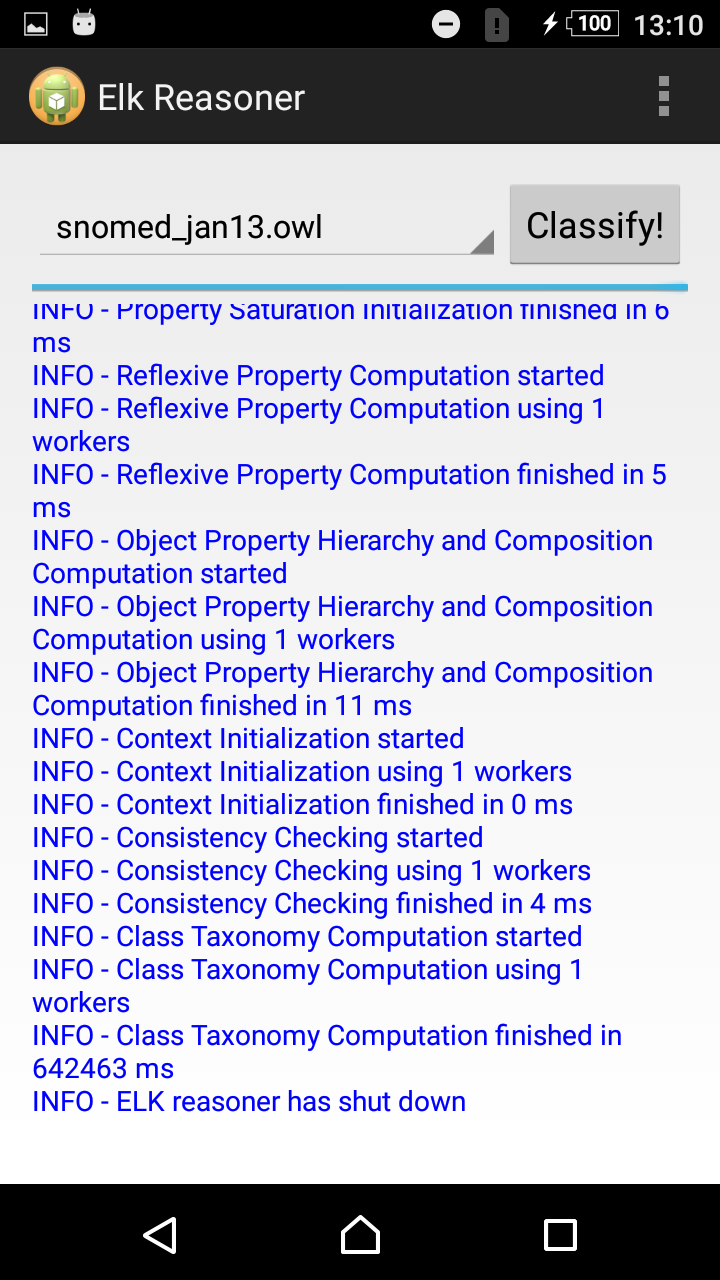 100 13:10
Elk Reasoner
snomed_jan13.owl
Classify!
INFO - Property Saturation Initialization finished in 6
ms
INFO - Reflexive Property Computation started
INFO - Reflexive Property Computation using 1
workers
INFO - Reflexive Property Computation finished in 5
ms
INFO - Object Property Hierarchy and Composition
Computation started
INFO - Object Property Hierarchy and Composition
Computation using 1 workers
INFO - Object Property Hierarchy and Composition
Computation finished in 11 ms
INFO - Context Initialization started
INFO - Context Initialization using 1 workers
INFO - Context Initialization finished in 0 ms
INFO - Consistency Checking started
INFO - Consistency Checking using 1 workers
INFO - Consistency Checking finished in 4 ms
INFO - Class Taxonomy Computation started
INFO - Class Taxonomy Computation using 1
workers
INFO - Class Taxonomy Computation finished in
642463 ms
INFO - ELK reasoner has shut down